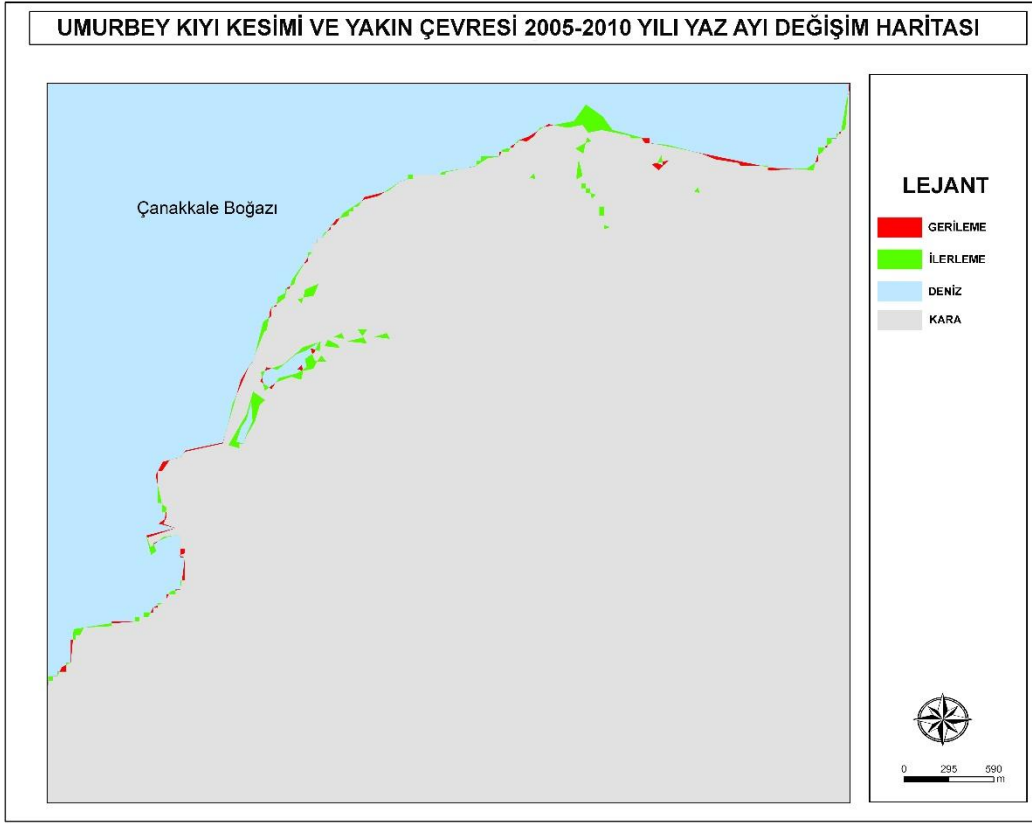 UMURBEY KIYI KESİMİ VE YAKIN ÇEVRESİ 2005-2010 YILI YAZ AYI DEĞİŞİM HARİTASI
Çanakkale Boğazı
LEJANT
GERİLEME
İLERLEME
DENİZ
KARA
0 295 590
m